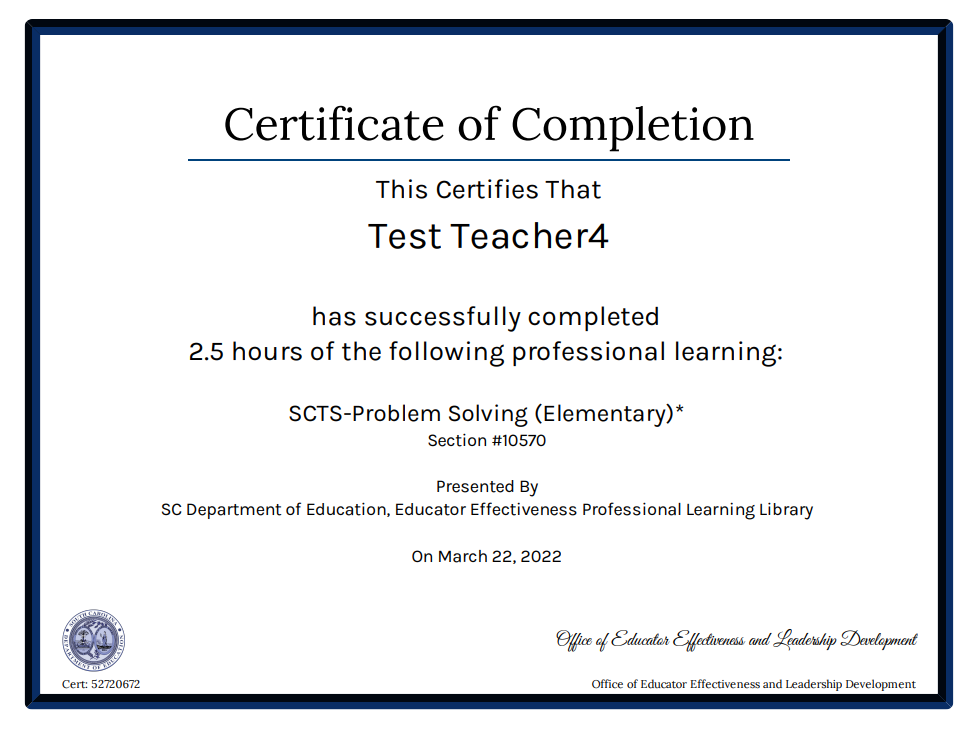 Certificate of Completion
This Certifies That
Test Teacher4
has successfully completed
2.5 hours of the following professional learning:
SCTS-Problem Solving (Elementary)*
Section #10570
Presented By
SC Department of Education, Educator Effectiveness Professional Learning Library
On March 22, 2022
SOUTH CAROLINA
DEPARTMENT OF EDUCATION
Office of Educator Effectiveness and Leadership Development
Cert: 52720672
Office of Educator Effectiveness and Leadership Development